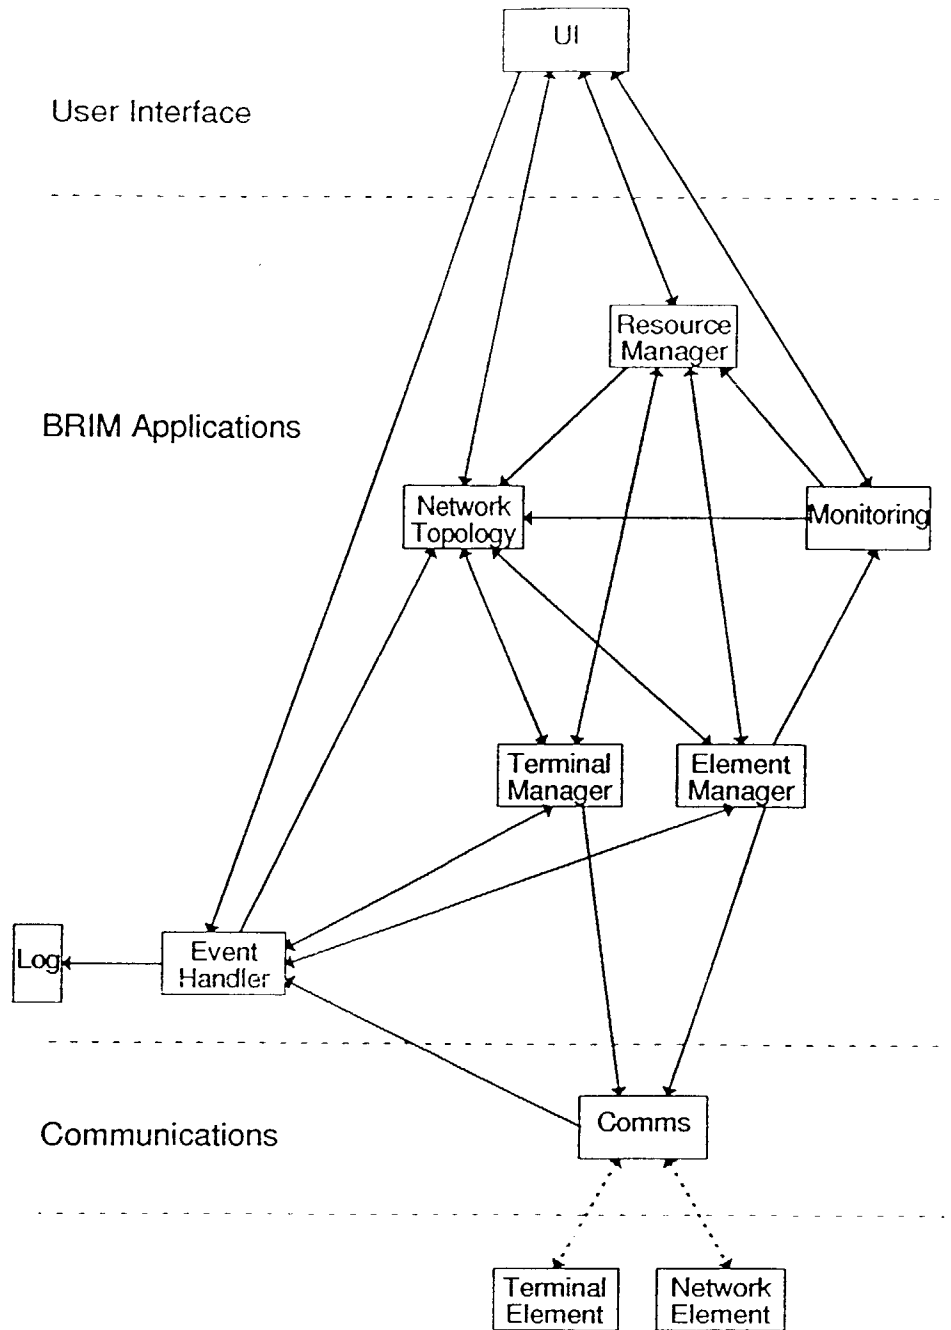 UI
User Interface
Resource
Manager
BRIM Applications
Network
Topology
Monitoring
Terminal
Manager
Element
Manager
Log
Event
Handler
Communications
Comms
Terminal
Element
Network
Element